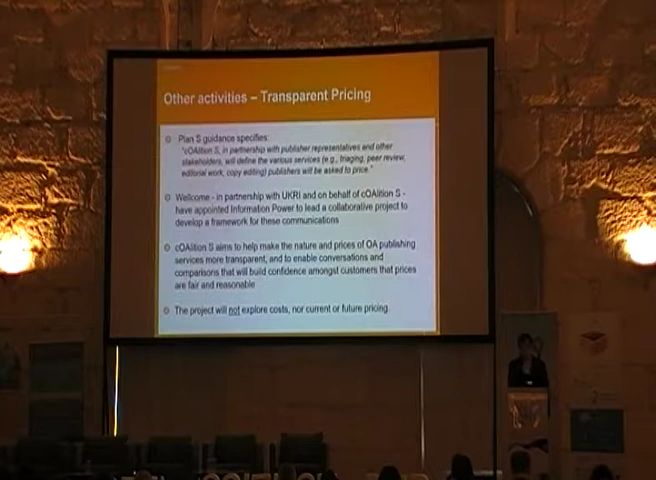 Other activities – Transparent Pricing
Plan S guidance specifies:
"cOAlition S, in partnership with publisher representatives and other
stakeholders, will define the various services (e.g., triaging, peer review,
editorial work, copy editing) publishers will be asked to price."
Wellcome - in partnership with UKRI and on behalf of cOAlition S -
have appointed Information Power to lead a collaborative project to
develop a framework for these communications
cOAlition S aims to help make the nature and prices of OA publishing
services more transparent, and to enable conversations and
comparisons that will build confidence amongst customers that prices
are fair and reasonable
The project will not explore costs, nor current or future pricing